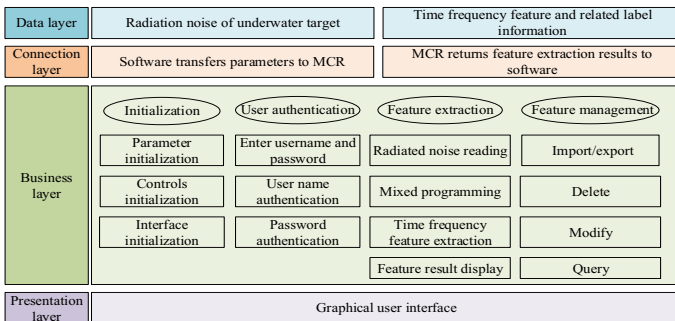 Data layer
Radiation noise of underwater target
Time frequency feature and related label
information
Connection
layer
Software transfers parameters to MCR
MCR returns feature extraction results to
software
Business
layer
Initialization
User authentication
Feature extraction
Feature management
Parameter
initialization
Enter username and
password
Radiated noise reading
Import/export
Controls
initialization
User name
authentication
Mixed programming
Delete
Interface
initialization
Password
authentication
Time frequency
feature extraction
Modify
Feature result display
Query
Presentation
layer
Graphical user interface